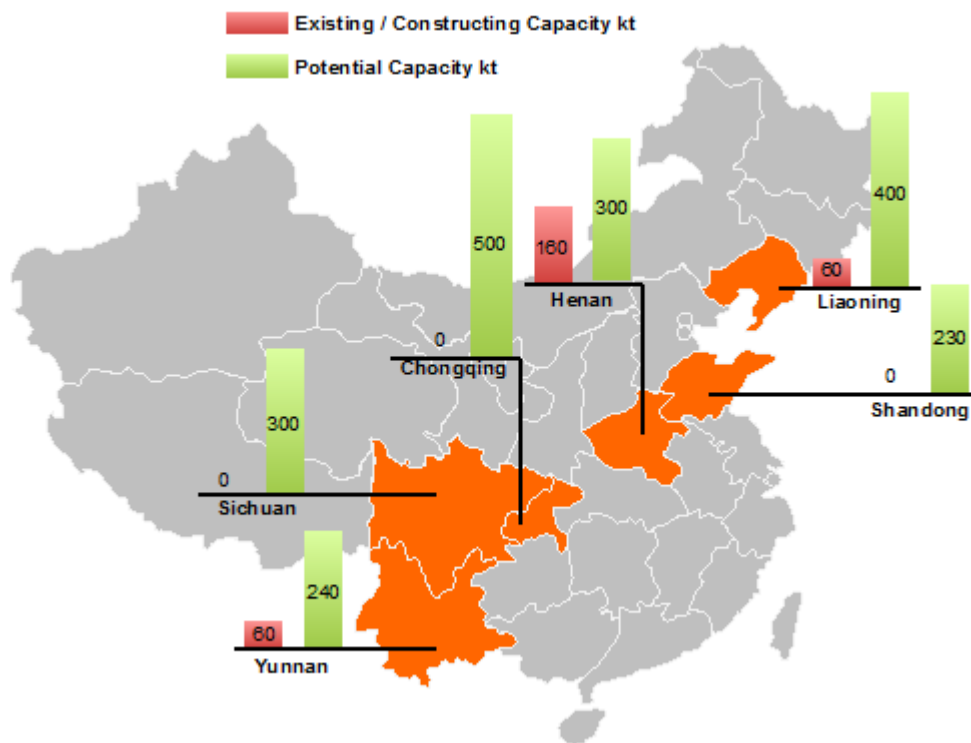 Existing / Constructing Capacity kt
Potential Capacity kt
500
160
300
Henan
60
400
Liaoning
0
Chongqing
0
230
Shandong
0
300
Sichuan
60
240
Yunnan